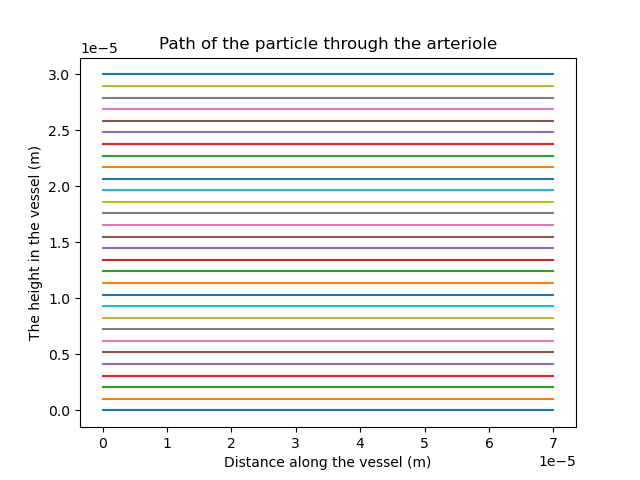 Path of the particle through the arteriole
1e−5
3.0
2.5
2.0
1.5
1.0
0.5
0.0
The height in the vessel (m)
0 1 2 3 4 5 6 7
1e−5
Distance along the vessel (m)